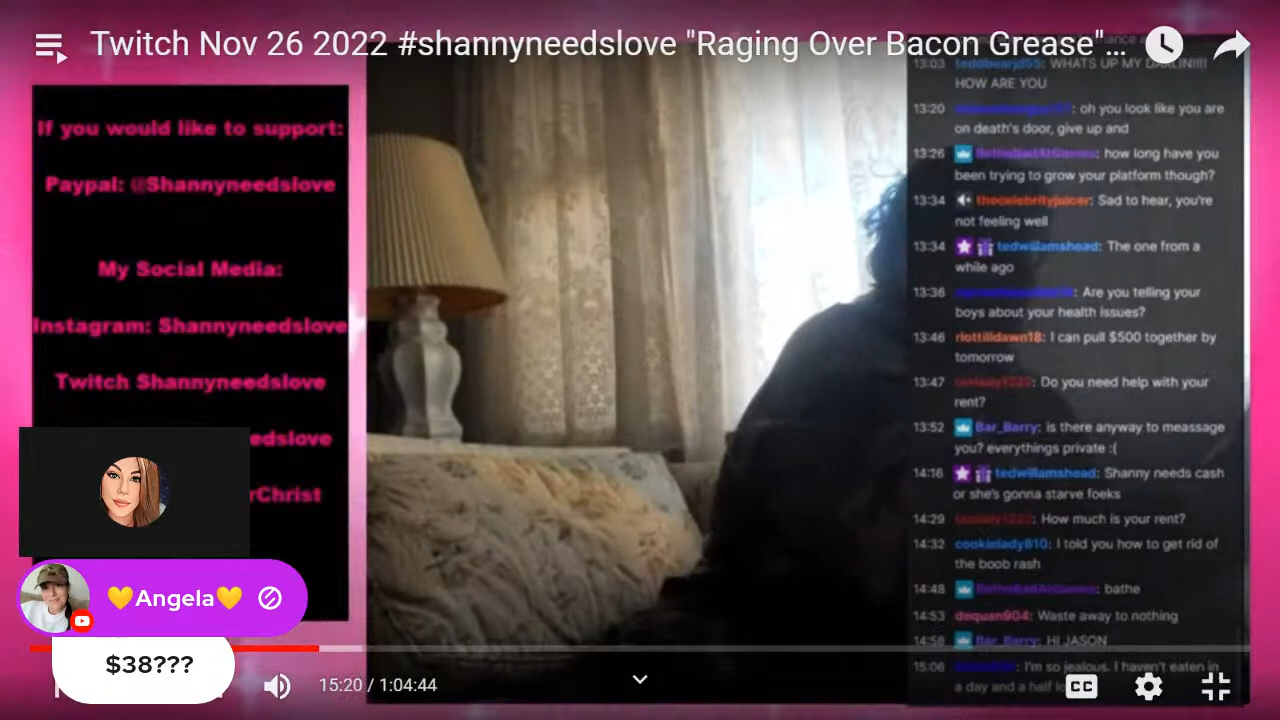 Twitch Nov 26 2022 #shannyneedslove "Raging Over Bacon Grease"...
If you would like to support:
Paypal: @Shannyneedslove
My Social Media:
Instagram: Shannyneedslove
Twitch Shannyneedslove
edslove
rChrist
💛Angela💛
$38???
15:20 / 1:04:44
13:03 teddbearjd55: WHATS UP MY DARLIN!!!!
HOW ARE YOU
13:20 : oh you look like you are
on death's door, give up and
13:26 BethsBadAtGames: how long have you
been trying to grow your platform though?
13:34 thecelebrityjuicer: Sad to hear, you're
not feeling well
13:34 tedwillamshead: The one from a
while ago
13:36 : Are you telling your
boys about your health issues?
13:46 riottilldawn18: I can pull $500 together by
tomorrow
13:47 : Do you need help with your
rent?
13:52 Bar_Barry: is there anyway to meassage
you? everythings private :(
14:16 tedwillamshead: Shanny needs cash
or she's gonna starve foeks
14:29 : How much is your rent?
14:32 cookielady810: I told you how to get rid of
the boob rash
14:48 BethsBadAtGames: bathe
14:53 dequan904: Waste away to nothing
14:58 Bar_Barry: HI JASON
15:06 : I'm so jealous. I haven't eaten in
a day and a half
CC